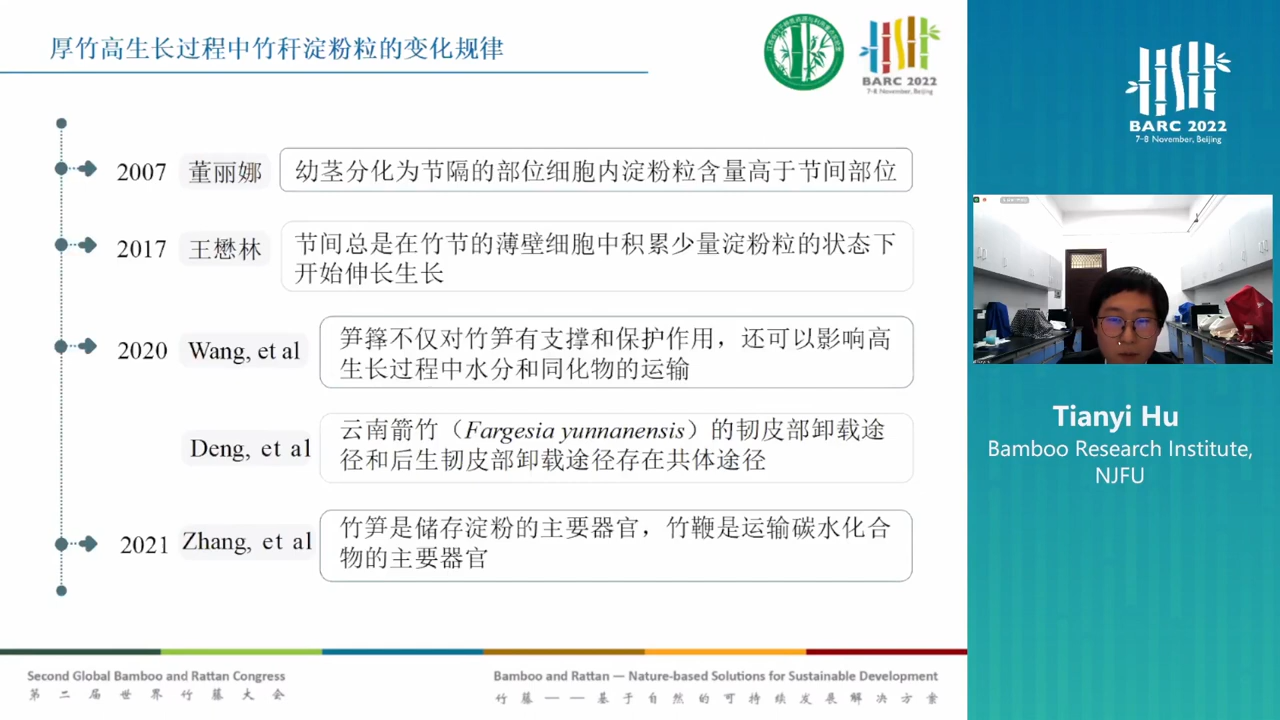 厚竹高生长过程中竹秆淀粉粒的变化规律
BARC 2022
7-8 November, Beijing
2007
董丽娜
幼茎分化为节隔的部位细胞内淀粉粒含量高于节间部位
2017
王懋林
节间总是在竹节的薄壁细胞中积累少量淀粉粒的状态下
开始伸长生长
2020
Wang, et al
笋箨不仅对竹笋有支撑和保护作用，还可以影响高
生长过程中水分和同化物的运输
Deng, et al
云南箭竹（Fargesia yunnanensis）的韧皮部卸载途
径和后生韧皮部卸载途径存在共体途径
2021
Zhang, et al
竹笋是储存淀粉的主要器官，竹鞭是运输碳水化合
物的主要器官
Second Global Bamboo and Rattan Congress
第二届世界竹藤大会
Bamboo and Rattan — Nature-based Solutions for Sustainable Development
竹藤——基于自然的可持续发展解决方案
BARC 2022
7-8 November, Beijing
Tianyi Hu
Bamboo Research Institute,
NJFU